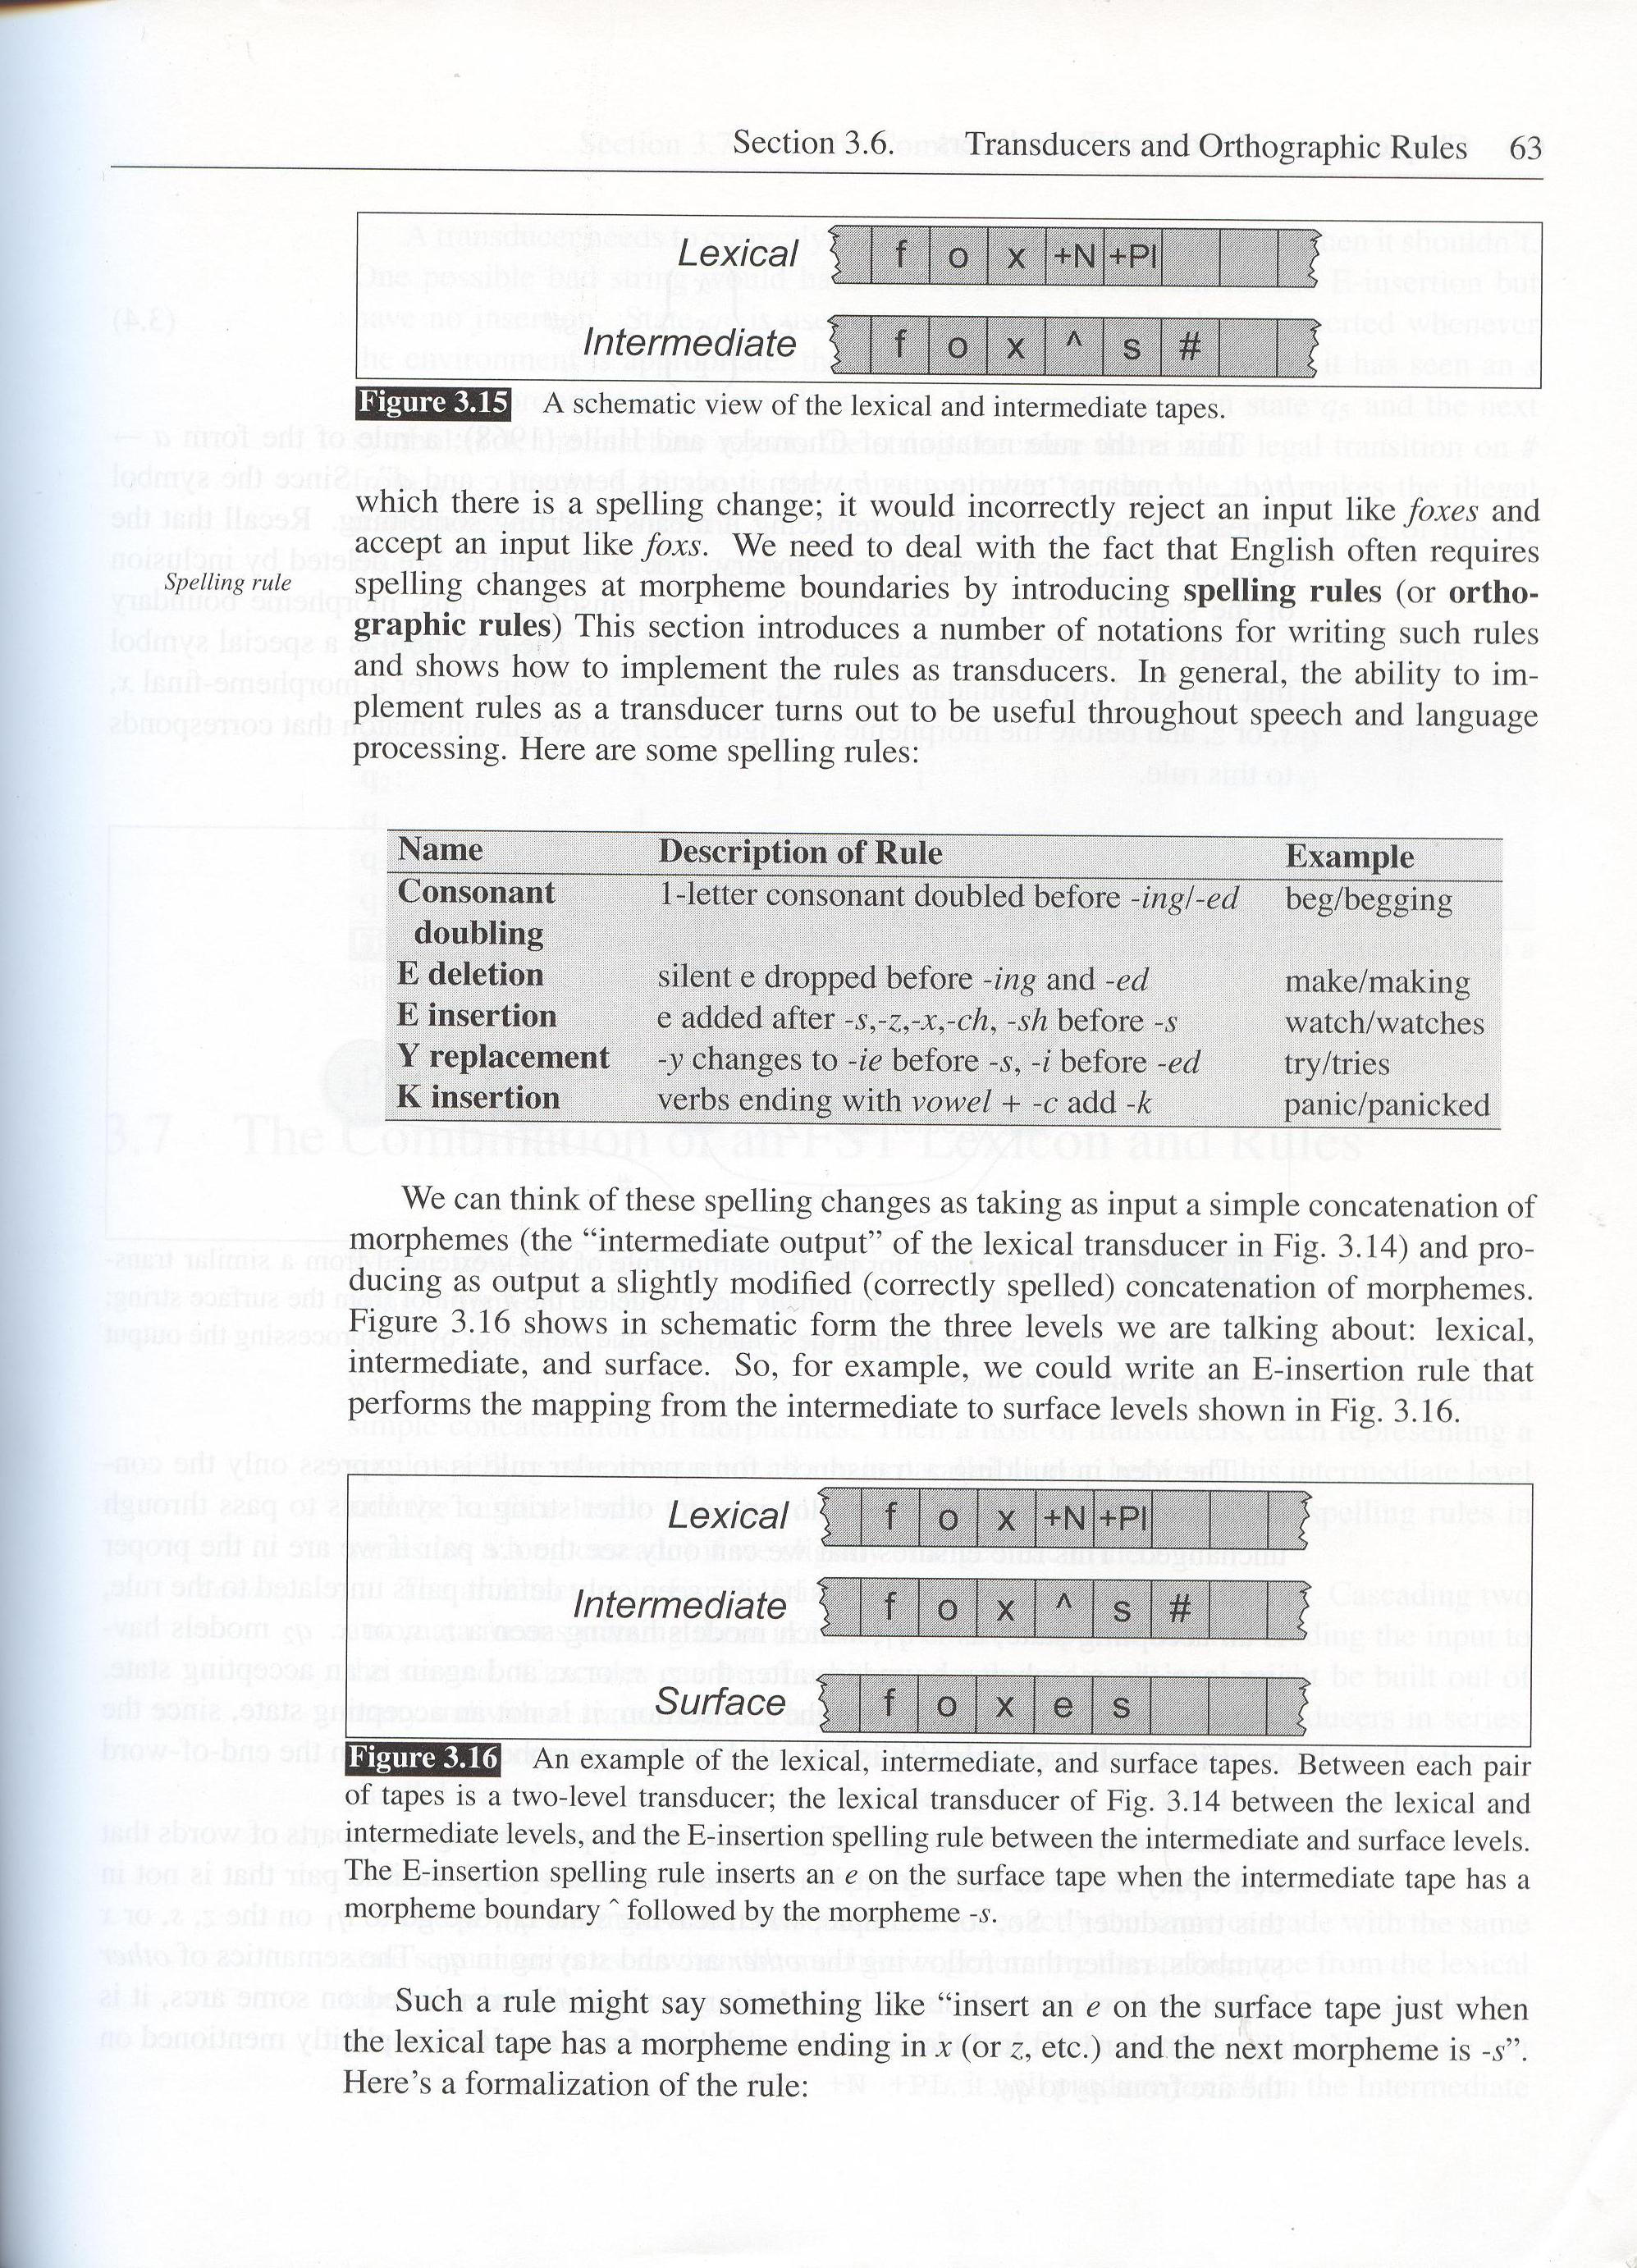 Section 3.6. Transducers and Orthographic Rules 63
Lexical f o x +N +Pl
Intermediate f o x ^ s #
Figure 3.15 A schematic view of the lexical and intermediate tapes.
which there is a spelling change; it would incorrectly reject an input like foxes and
accept an input like foxs. We need to deal with the fact that English often requires
Spelling rule
spelling changes at morpheme boundaries by introducing spelling rules (or ortho-
graphic rules) This section introduces a number of notations for writing such rules
and shows how to implement the rules as transducers. In general, the ability to im-
plement rules as a transducer turns out to be useful throughout speech and language
processing. Here are some spelling rules:
Name Description of Rule Example
Consonant 1-letter consonant doubled before -ing/-ed beg/begging
doubling
E deletion silent e dropped before -ing and -ed make/making
E insertion e added after -s,-z,-x,-ch, -sh before -s watch/watches
Y replacement -y changes to -ie before -s, -i before -ed try/tries
K insertion verbs ending with vowel + -c add -k panic/panicked
We can think of these spelling changes as taking as input a simple concatenation of
morphemes (the “intermediate output” of the lexical transducer in Fig. 3.14) and pro-
ducing as output a slightly modified (correctly spelled) concatenation of morphemes.
Figure 3.16 shows in schematic form the three levels we are talking about: lexical,
intermediate, and surface. So, for example, we could write an E-insertion rule that
performs the mapping from the intermediate to surface levels shown in Fig. 3.16.
Lexical f o x +N +Pl
Intermediate f o x ^ s #
Surface f o x e s
Figure 3.16 An example of the lexical, intermediate, and surface tapes. Between each pair
of tapes is a two-level transducer; the lexical transducer of Fig. 3.14 between the lexical and
intermediate levels, and the E-insertion spelling rule between the intermediate and surface levels.
The E-insertion spelling rule inserts an e on the surface tape when the intermediate tape has a
morpheme boundary ^ followed by the morpheme -s.
Such a rule might say something like “insert an e on the surface tape just when
the lexical tape has a morpheme ending in x (or z, etc.) and the next morpheme is -s”.
Here’s a formalization of the rule: